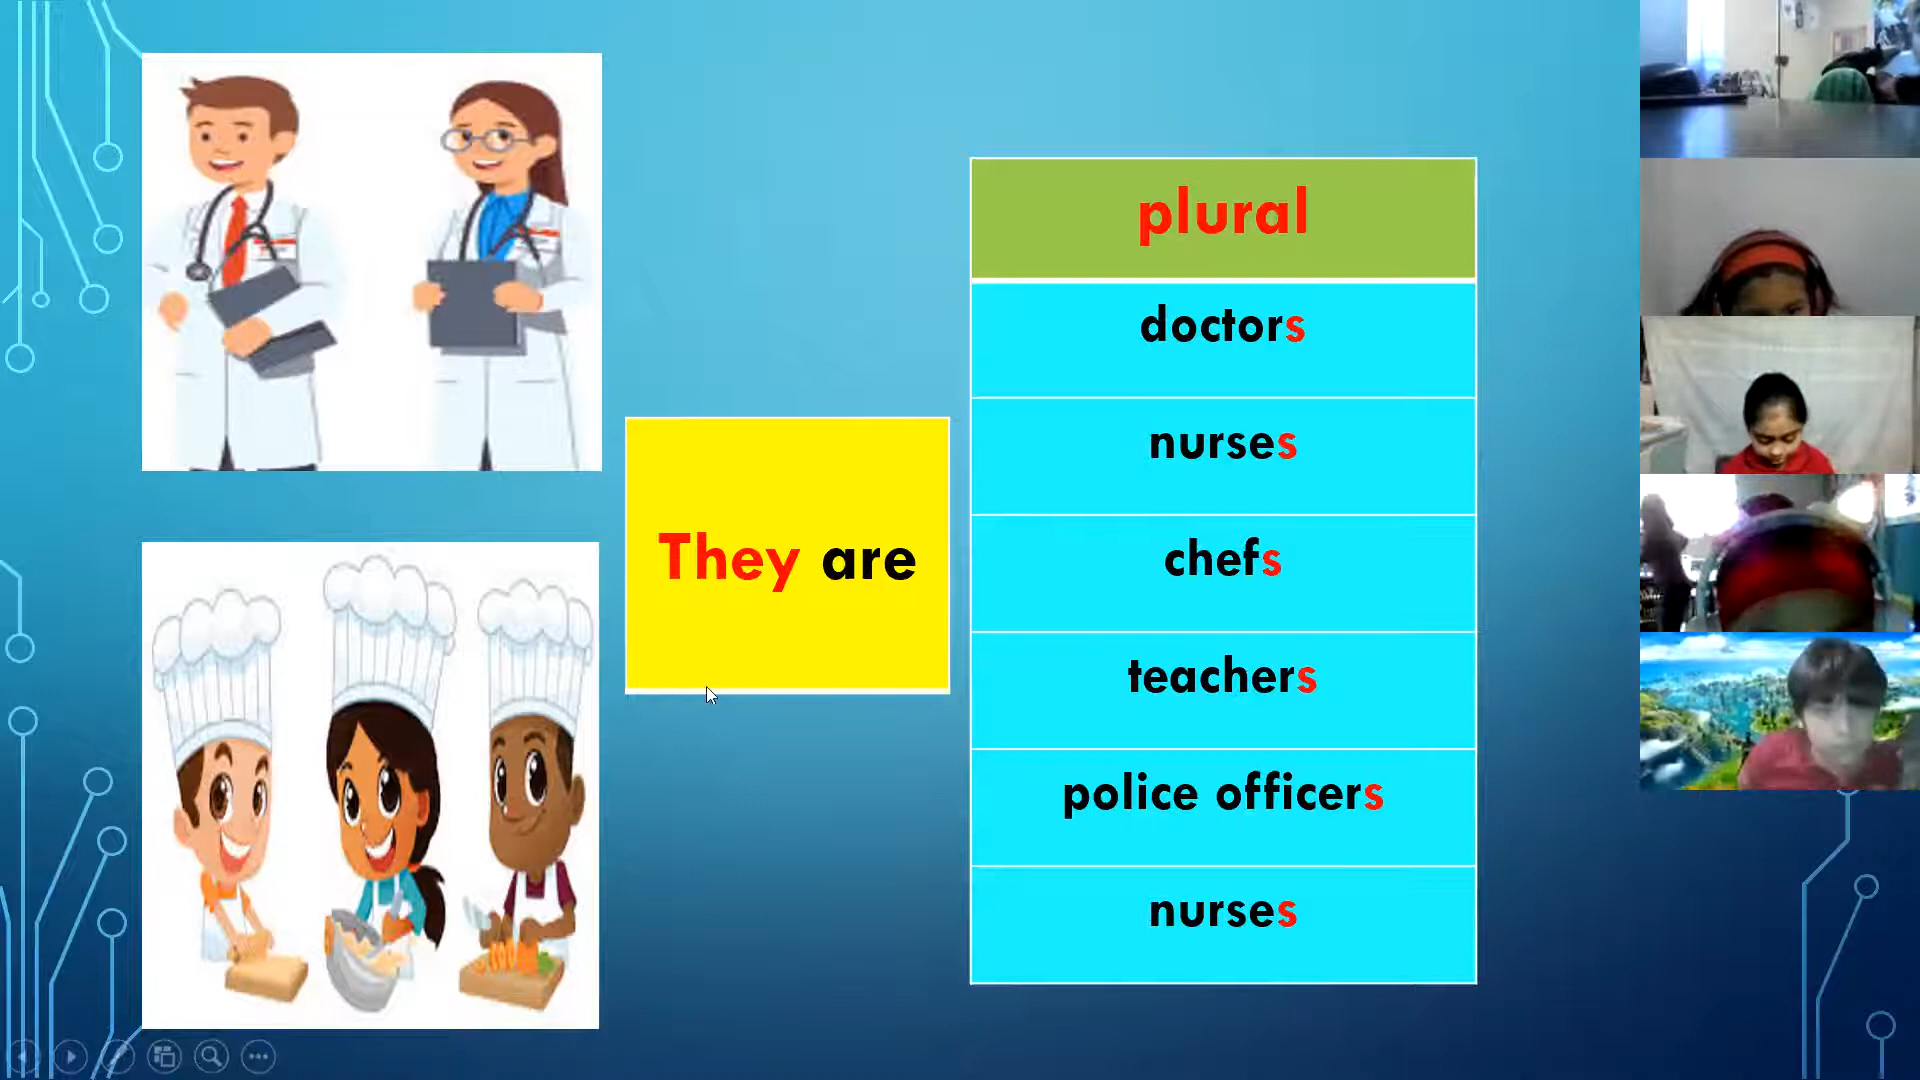 They are
plural
doctors
nurses
chefs
teachers
police officers
nurses